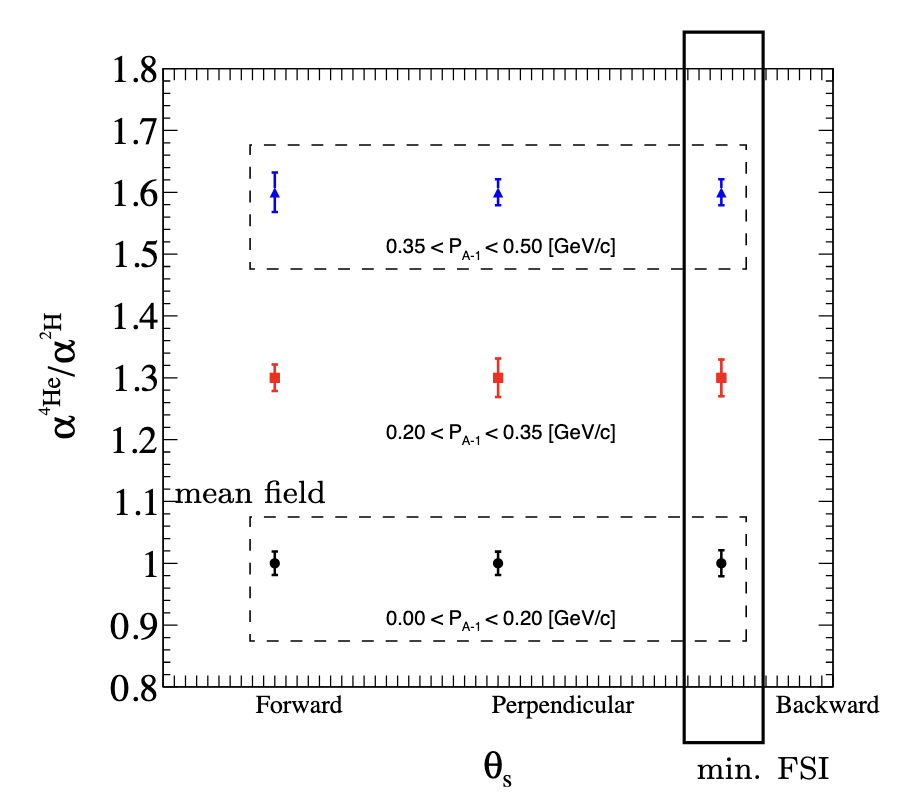 1.8
1.7
1.6
0.35 < P_A-1 < 0.50 [GeV/c]
1.5
1.4
α^4He/α^2H
1.3
0.20 < P_A-1 < 0.35 [GeV/c]
1.2
mean field
1.1
1
0.00 < P_A-1 < 0.20 [GeV/c]
0.9
0.8
Forward Perpendicular Backward
θ_s
min. FSI